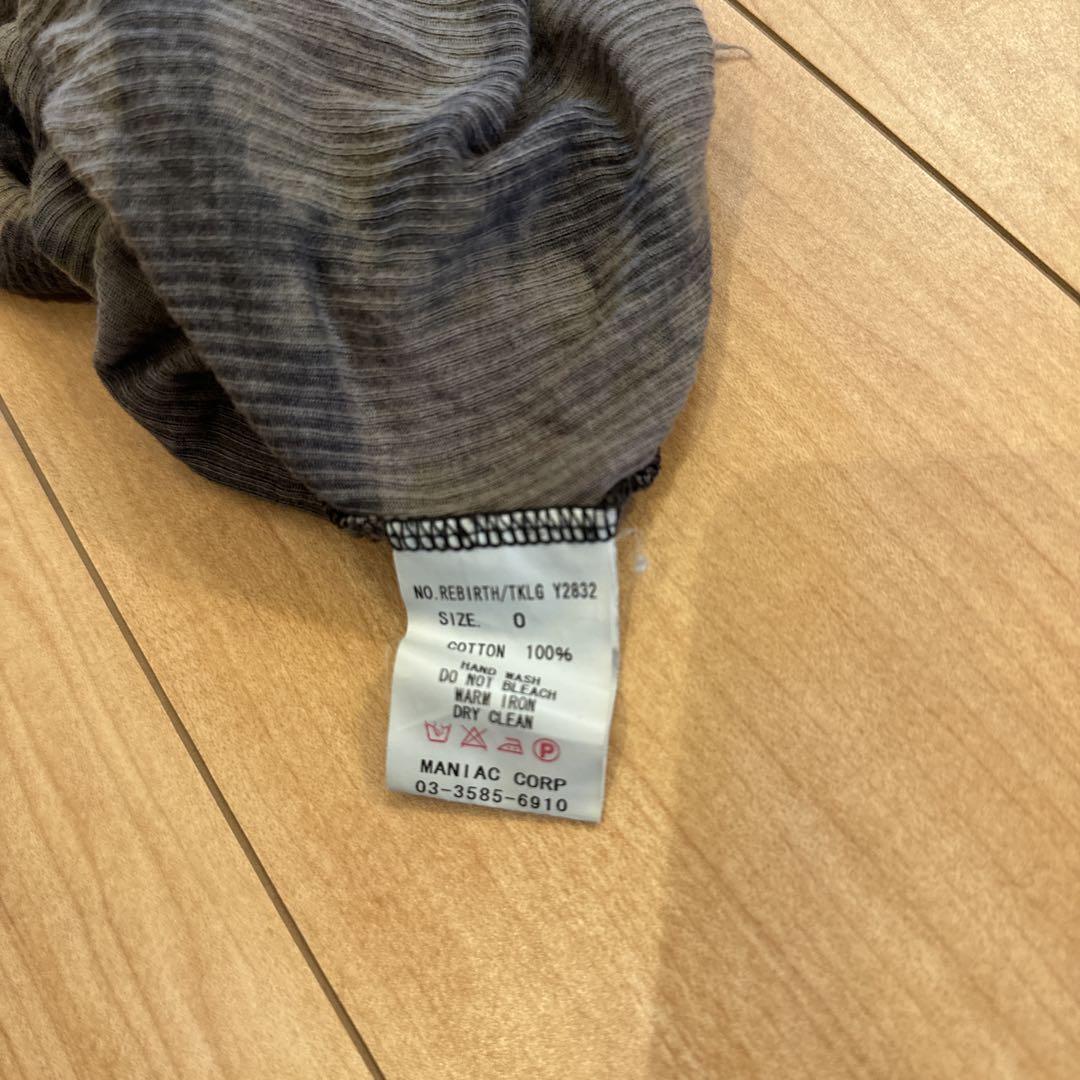 NO.REBIRTH/TKLG Y2832
SIZE. 0
COTTON 100%
HAND WASH
DO NOT BLEACH
WARM IRON
DRY CLEAN
P
MANIAC CORP
03-3585-6910